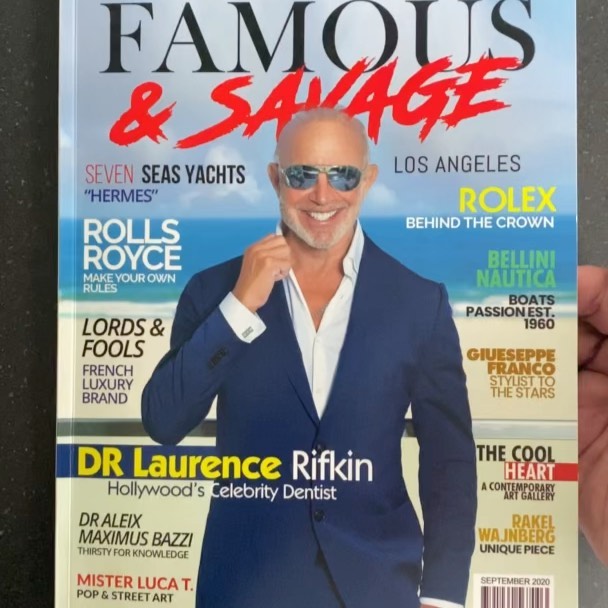 FAMOUS
& SAVAGE
LOS ANGELES
SEVEN SEAS YACHTS
"HERMES"
ROLLS
ROYCE
MAKE YOUR OWN
RULES
LORDS &
FOOLS
FRENCH
LUXURY
BRAND
DR Laurence Rifkin
Hollywood's Celebrity Dentist
DR ALEIX
MAXIMUS BAZZI
THIRSTY FOR KNOWLEDGE
MISTER LUCA T.
POP & STREET ART
ROLEX
BEHIND THE CROWN
BELLINI
NAUTICA
BOATS
PASSION EST.
1960
GIUESEPPE
FRANCO
STYLIST TO
THE STARS
THE COOL
HEART
A CONTEMPORARY
ART GALLERY
RAKEL
WAJNBERG
UNIQUE PIECE
SEPTEMBER 2020